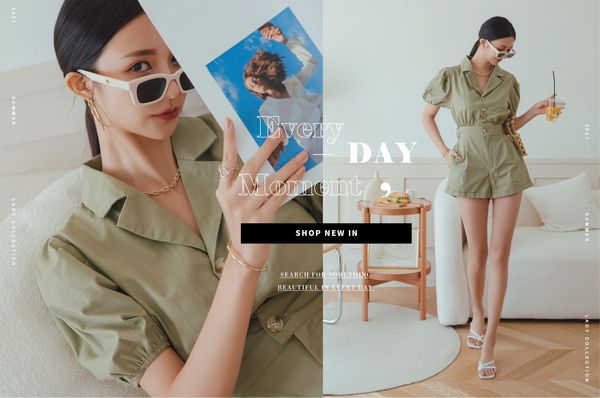 2021
SUMMER
LADY COLLECTION
Every
DAY
Moment,
SHOP NEW IN
SEARCH FOR SOMETHING
BEAUTIFUL IN EVERY DAY.
2021
SUMMER
LADY COLLECTION